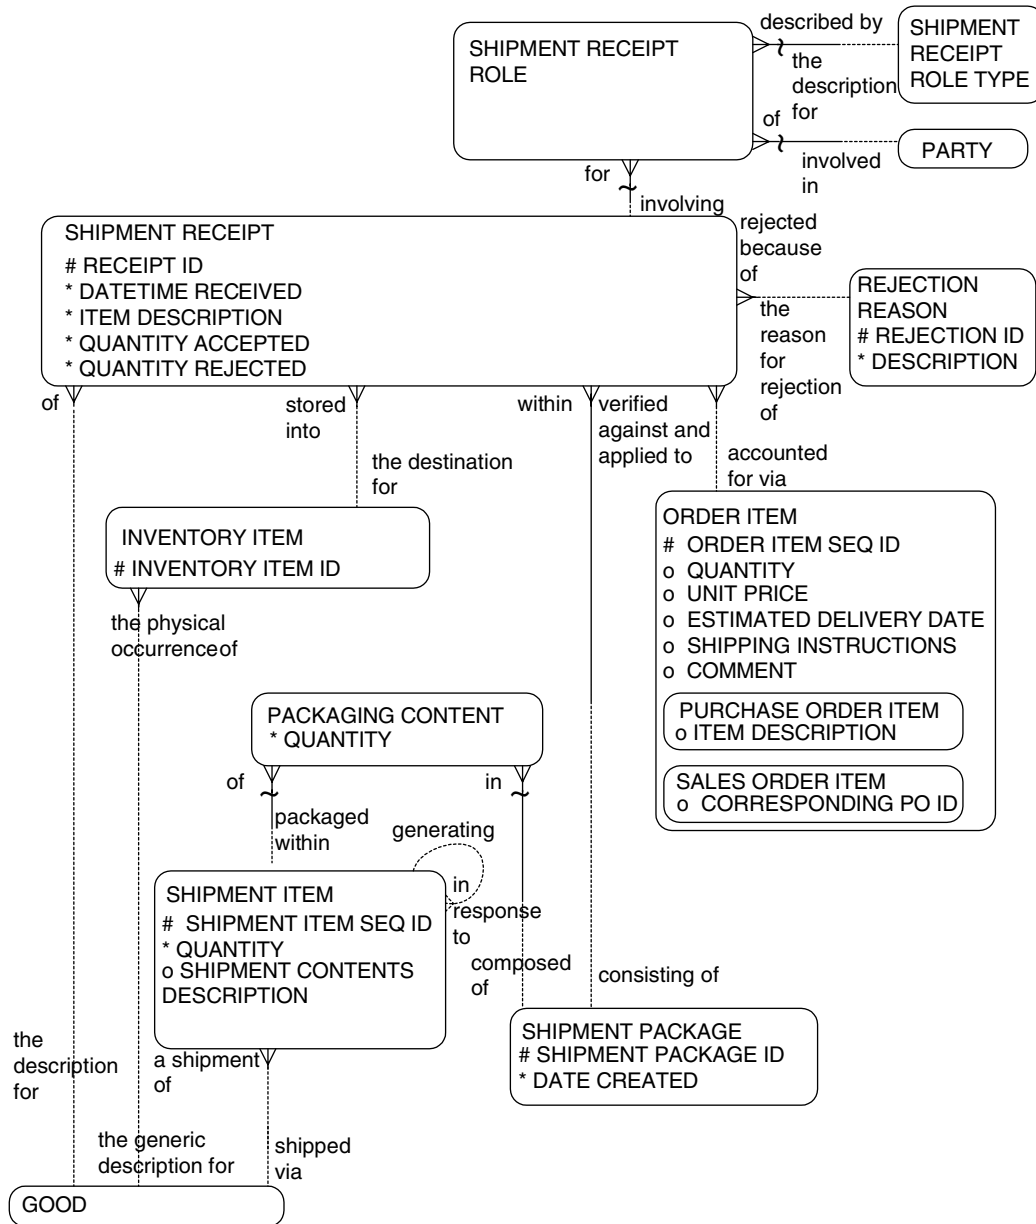 described by
SHIPMENT
RECEIPT
ROLE TYPE
SHIPMENT RECEIPT
ROLE
the
description
for
of
PARTY
involved
in
for
involving
SHIPMENT RECEIPT
# RECEIPT ID
* DATETIME RECEIVED
* ITEM DESCRIPTION
* QUANTITY ACCEPTED
* QUANTITY REJECTED
rejected
because
of
REJECTION
REASON
# REJECTION ID
* DESCRIPTION
the
reason
for
rejection
of
of
stored
into
within
verified
against and
applied to
the destination
for
accounted
for via
INVENTORY ITEM
# INVENTORY ITEM ID
ORDER ITEM
# ORDER ITEM SEQ ID
o QUANTITY
o UNIT PRICE
o ESTIMATED DELIVERY DATE
o SHIPPING INSTRUCTIONS
o COMMENT
PURCHASE ORDER ITEM
o ITEM DESCRIPTION
SALES ORDER ITEM
o CORRESPONDING PO ID
the physical
occurrence of
PACKAGING CONTENT
* QUANTITY
of
in
packaged
within
generating
in
response
to
SHIPMENT ITEM
# SHIPMENT ITEM SEQ ID
* QUANTITY
o SHIPMENT CONTENTS
DESCRIPTION
composed
of
consisting of
SHIPMENT PACKAGE
# SHIPMENT PACKAGE ID
* DATE CREATED
the
description
for
a shipment
of
the generic
description for
shipped
via
GOOD